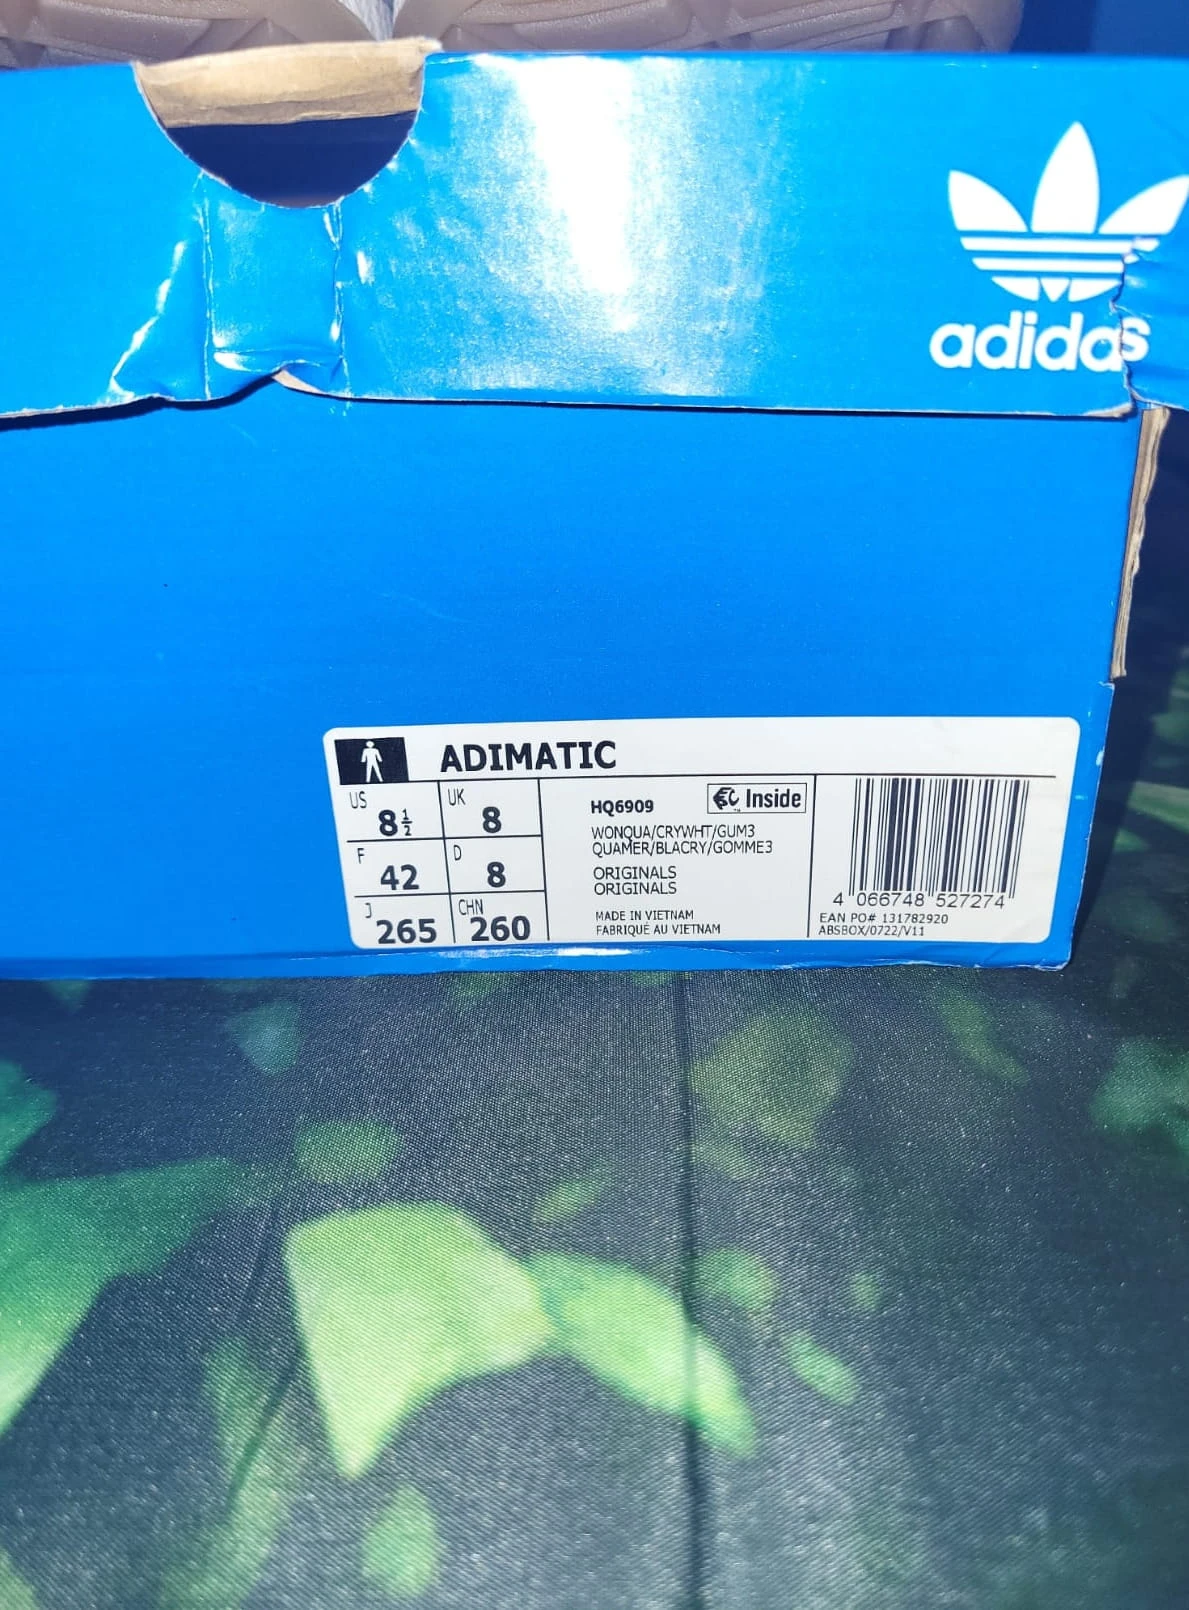 adidas
ADIMATIC
US 8½ UK 8
F 42 D 8
J 265 CHN 260
HQ6909 Inside
WONQUA/CRYWHT/GUM3
QUAMER/BLACRY/GOMME3
ORIGINALS
ORIGINALS
MADE IN VIETNAM
FABRIQUÉ AU VIETNAM
4 066748 527274
EAN PO# 131782920
ABSBOX/0722/V11